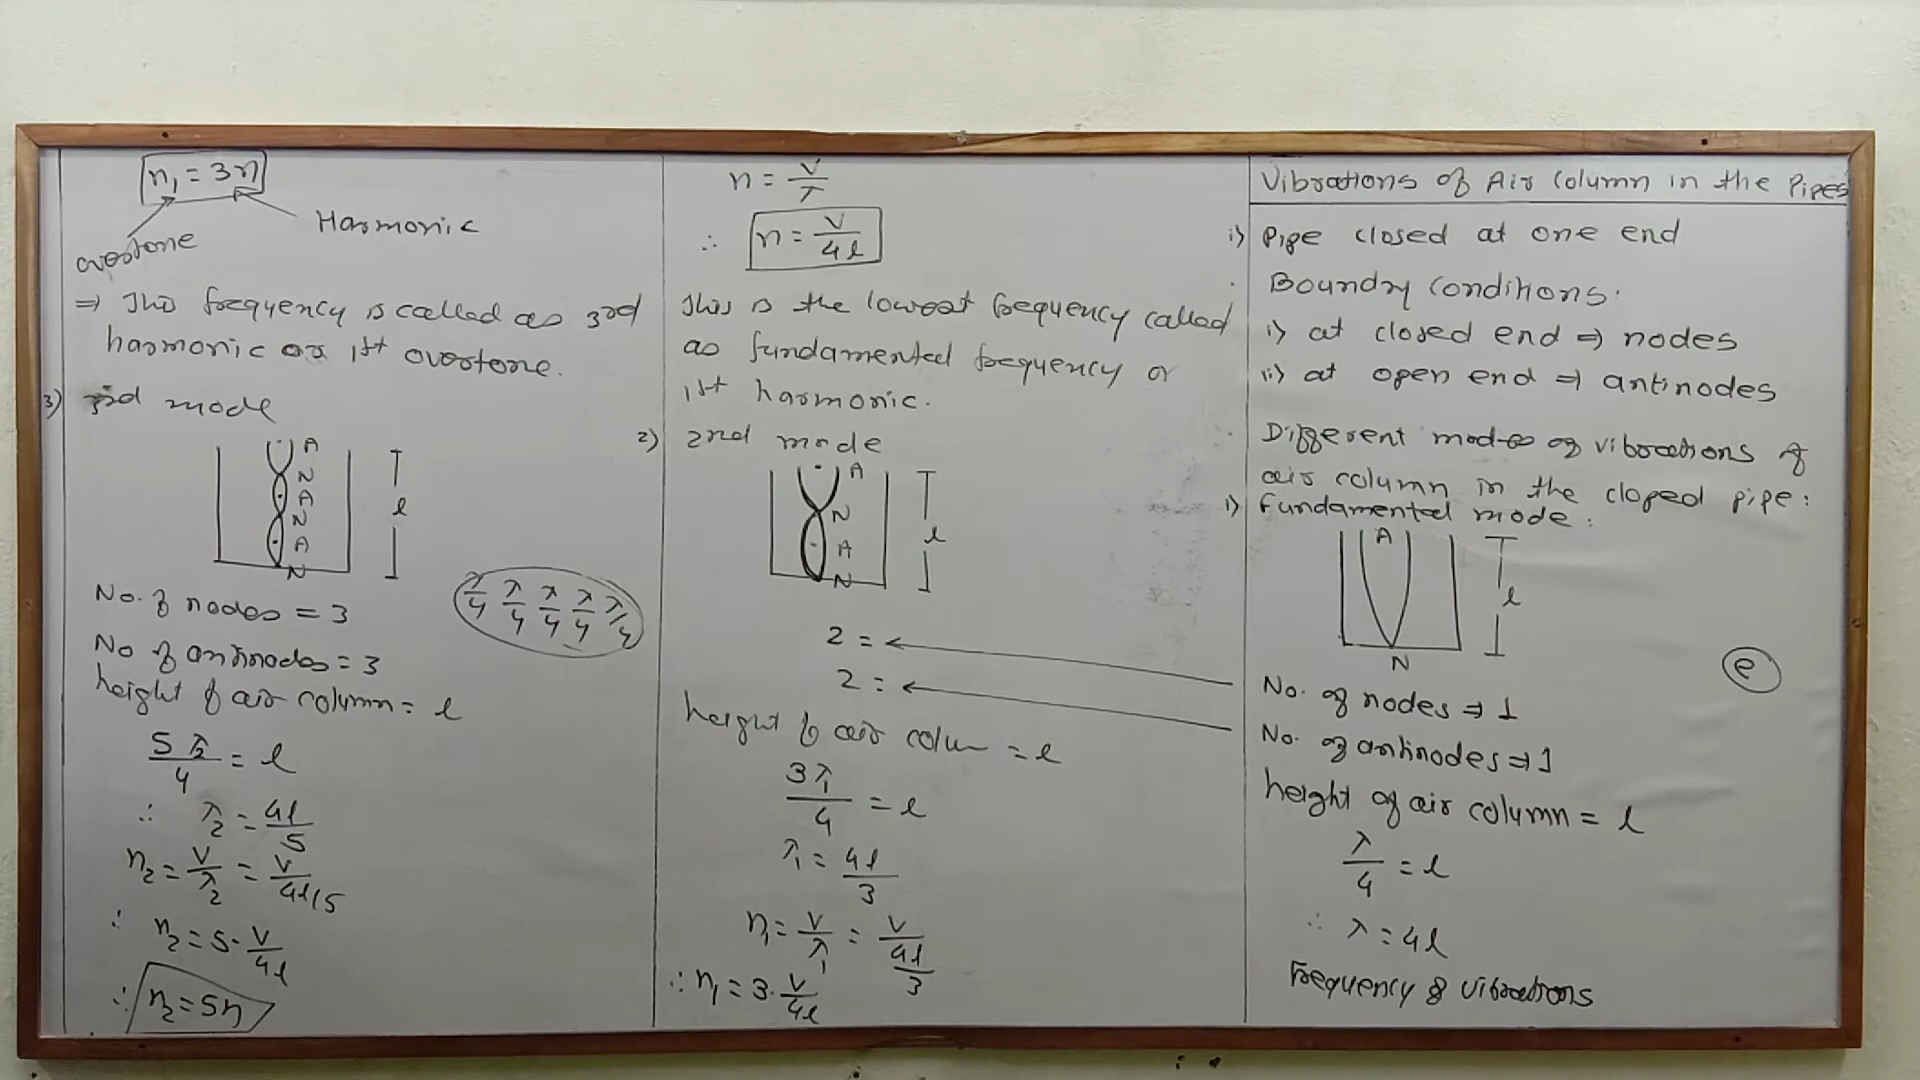 Vibrations of Air Column in the Pipes
i) Pipe closed at one end
Boundry Conditions:
i) at closed end ⇒ nodes
ii) at open end ⇒ antinodes
Different modes of vibrations of
air column in the cloped pipe:
1) Fundamental mode:
A
l
N
e
No. of nodes ⇒ 1
No. of antinodes ⇒ 1
height of air column = l
λ/4 = l
∴ λ = 4l
Frequency of vibrations
n = v/λ
∴ n = v/4l
This is the lowest frequency called
as fundamental frequency or
1st harmonic.
2) 2nd mode
A
N
A
N
l
2 =
2 =
height of air colum = l
3λ₁/4 = l
λ₁ = 4l/3
n₁ = v/λ₁ = v/(4l/3)
∴ n₁ = 3·v/4l
n₁ = 3n
overtone
Harmonic
⇒ This frequency is called as 3rd
harmonic or 1st overtone.
3) 3rd mode
A
N
A
N
A
N
l
λ/4 λ/4 λ/4 λ/4 λ/4
No. of nodes = 3
No of antinodes = 3
height of air column = l
5λ₂/4 = l
∴ λ₂ = 4l/5
n₂ = v/λ₂ = v/4l/5
∴ n₂ = 5·v/4l
∴ n₂ = 5n